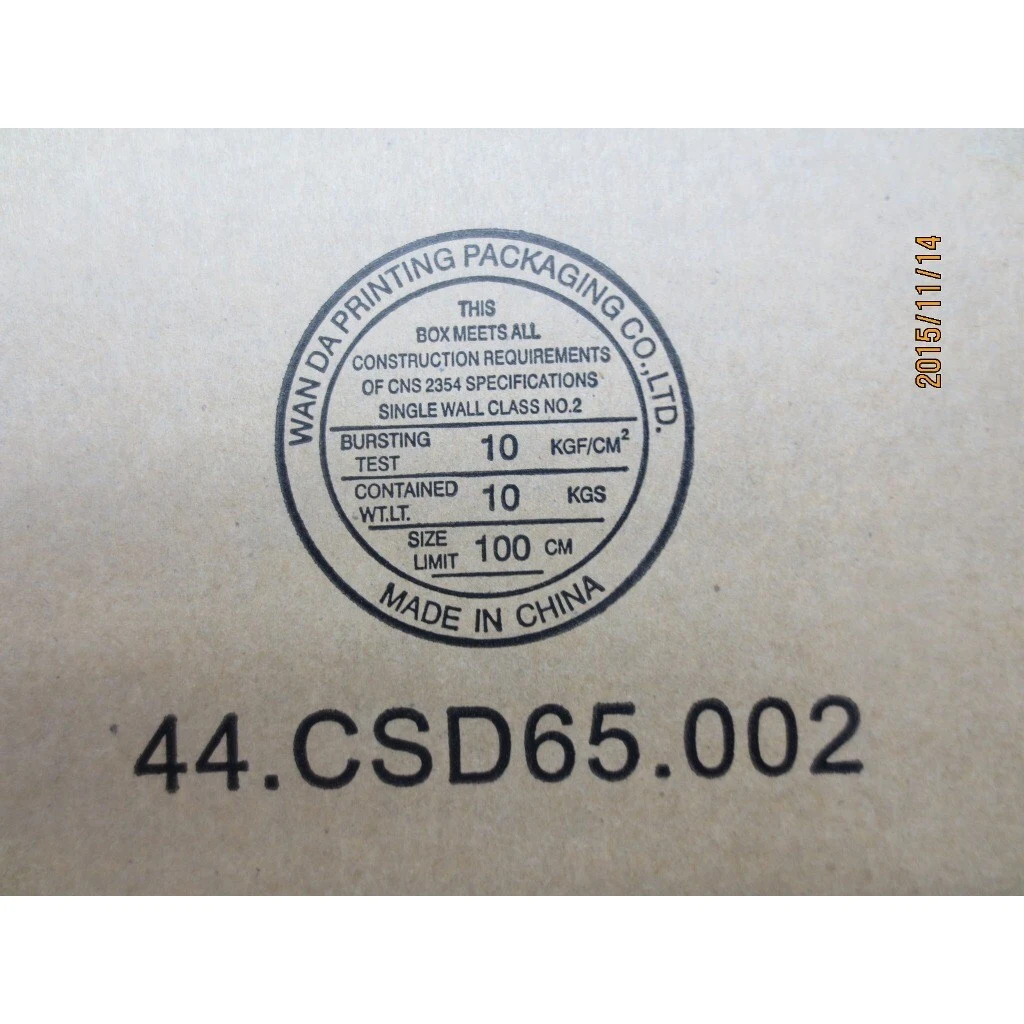 WAN DA PRINTING PACKAGING CO.,LTD.
THIS
BOX MEETS ALL
CONSTRUCTION REQUIREMENTS
OF CNS 2354 SPECIFICATIONS
SINGLE WALL CLASS NO.2
BURSTING TEST 10 KGF/CM²
CONTAINED WT.LT. 10 KGS
SIZE LIMIT 100 CM
MADE IN CHINA
44.CSD65.002
2015/11/14